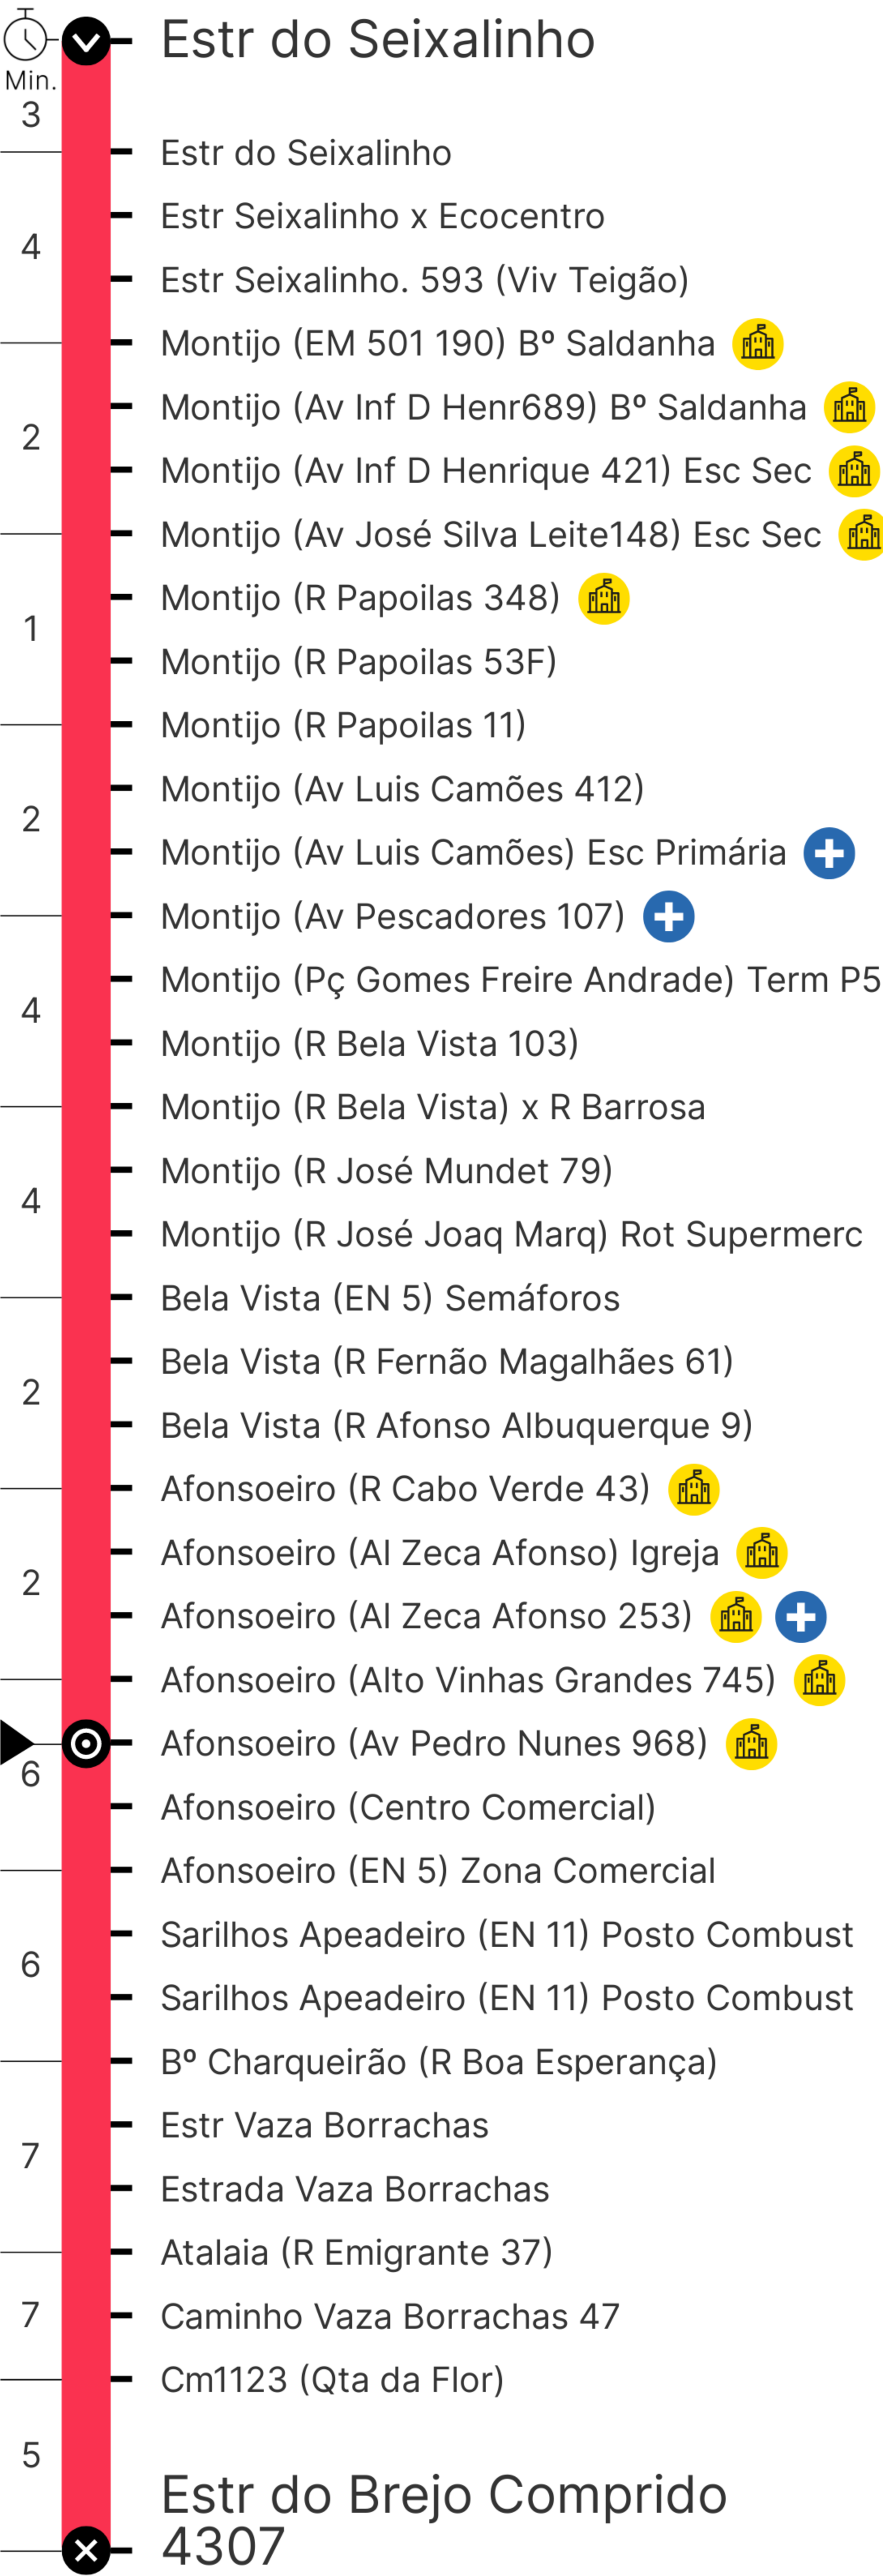 Estr do Seixalinho
Min.
3
Estr do Seixalinho
Estr Seixalinho x Ecocentro
4
Estr Seixalinho. 593 (Viv Teigão)
Montijo (EM 501 190) Bº Saldanha
Montijo (Av Inf D Henr689) Bº Saldanha
2
Montijo (Av Inf D Henrique 421) Esc Sec
Montijo (Av José Silva Leite148) Esc Sec
Montijo (R Papoilas 348)
1
Montijo (R Papoilas 53F)
Montijo (R Papoilas 11)
Montijo (Av Luis Camões 412)
2
Montijo (Av Luis Camões) Esc Primária
Montijo (Av Pescadores 107)
Montijo (Pç Gomes Freire Andrade) Term P5
4
Montijo (R Bela Vista 103)
Montijo (R Bela Vista) x R Barrosa
Montijo (R José Mundet 79)
4
Montijo (R José Joaq Marq) Rot Supermerc
Bela Vista (EN 5) Semáforos
Bela Vista (R Fernão Magalhães 61)
2
Bela Vista (R Afonso Albuquerque 9)
Afonsoeiro (R Cabo Verde 43)
Afonsoeiro (Al Zeca Afonso) Igreja
2
Afonsoeiro (Al Zeca Afonso 253)
Afonsoeiro (Alto Vinhas Grandes 745)
Afonsoeiro (Av Pedro Nunes 968)
6
Afonsoeiro (Centro Comercial)
Afonsoeiro (EN 5) Zona Comercial
Sarilhos Apeadeiro (EN 11) Posto Combust
6
Sarilhos Apeadeiro (EN 11) Posto Combust
Bº Charqueirão (R Boa Esperança)
Estr Vaza Borrachas
7
Estrada Vaza Borrachas
Atalaia (R Emigrante 37)
7
Caminho Vaza Borrachas 47
Cm1123 (Qta da Flor)
5
Estr do Brejo Comprido
4307